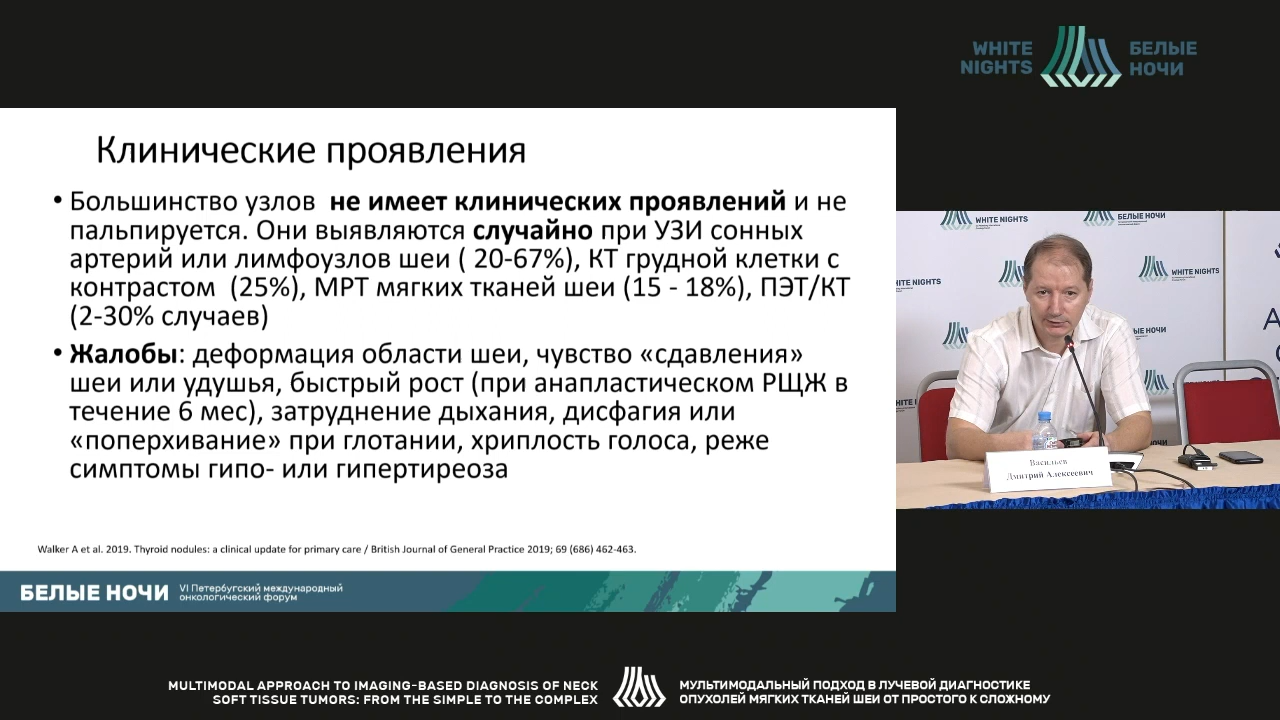 WHITE
NIGHTS
БЕЛЫЕ
НОЧИ
Клинические проявления
• Большинство узлов не имеет клинических проявлений и не
пальпируется. Они выявляются случайно при УЗИ сонных
артерий или лимфоузлов шеи ( 20-67%), КТ грудной клетки с
контрастом (25%), МРТ мягких тканей шеи (15 - 18%), ПЭТ/КТ
(2-30% случаев)
• Жалобы: деформация области шеи, чувство «сдавления»
шеи или удушья, быстрый рост (при анапластическом РЩЖ в
течение 6 мес), затруднение дыхания, дисфагия или
«поперхивание» при глотании, хриплость голоса, реже
симптомы гипо- или гипертиреоза
Walker A et al. 2019. Thyroid nodules: a clinical update for primary care / British Journal of General Practice 2019; 69 (686) 462-463.
БЕЛЫЕ НОЧИ
VI Петербугский международный
онкологический форум
WHITE NIGHTS
БЕЛЫЕ НОЧИ
WHITE NIGHTS
NIGHTS
ЫЕ НОЧИ
Васильев
Дмитрий Алексеевич
MULTIMODAL APPROACH TO IMAGING-BASED DIAGNOSIS OF NECK
SOFT TISSUE TUMORS: FROM THE SIMPLE TO THE COMPLEX
МУЛЬТИМОДАЛЬНЫЙ ПОДХОД В ЛУЧЕВОЙ ДИАГНОСТИКЕ
ОПУХОЛЕЙ МЯГКИХ ТКАНЕЙ ШЕИ ОТ ПРОСТОГО К СЛОЖНОМУ